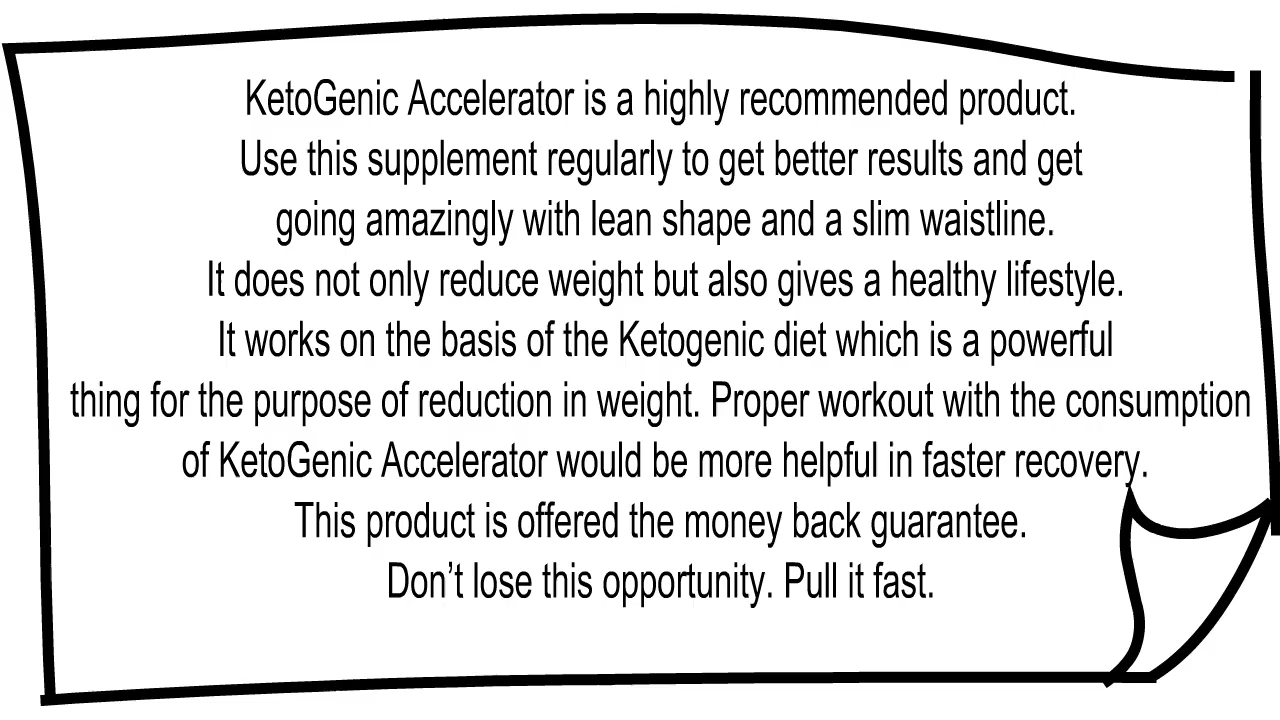 KetoGenic Accelerator is a highly recommended product.
Use this supplement regularly to get better results and get
going amazingly with lean shape and a slim waistline.
It does not only reduce weight but also gives a healthy lifestyle.
It works on the basis of the Ketogenic diet which is a powerful
thing for the purpose of reduction in weight. Proper workout with the consumption
of KetoGenic Accelerator would be more helpful in faster recovery.
This product is offered the money back guarantee.
Don’t lose this opportunity. Pull it fast.